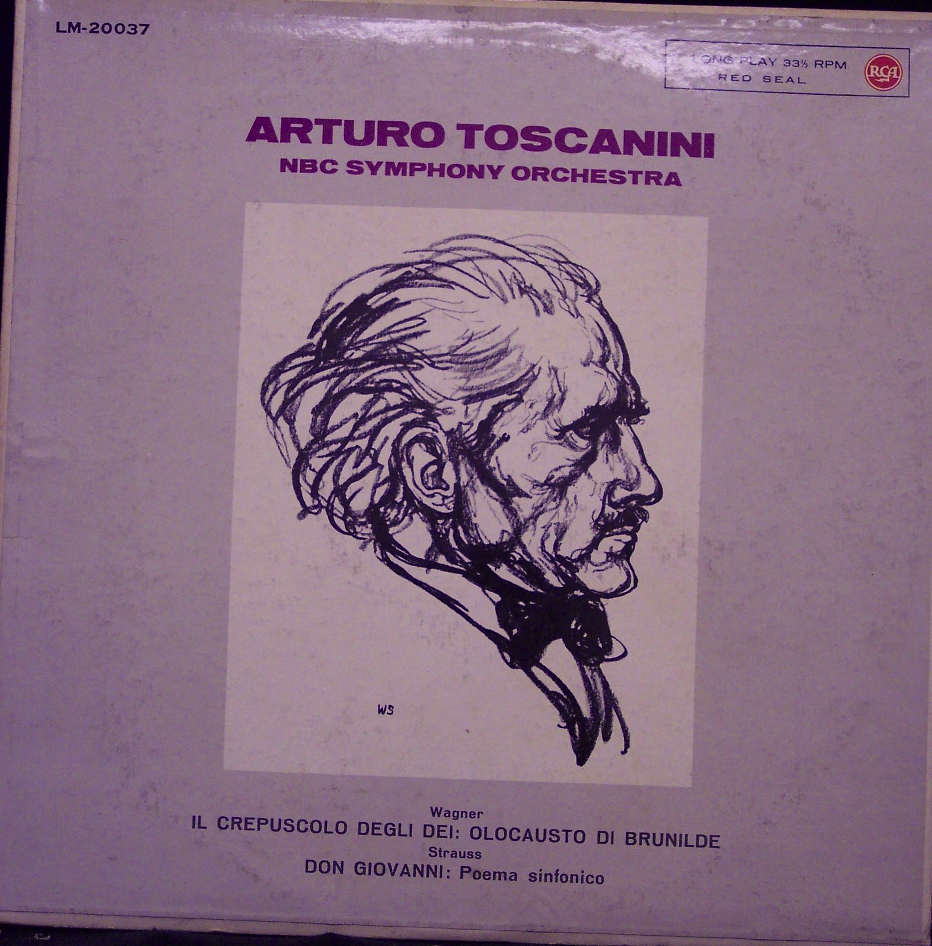 LM-20037
LONG PLAY 33⅓ RPM
RED SEAL
RCA
ARTURO TOSCANINI
NBC SYMPHONY ORCHESTRA
WS
Wagner
IL CREPUSCOLO DEGLI DEI: OLOCAUSTO DI BRUNILDE
Strauss
DON GIOVANNI: Poema sinfonico